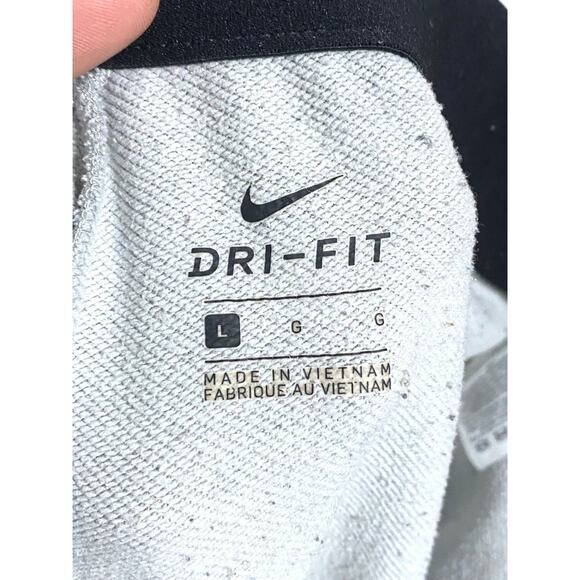 DRI-FIT
L G G
MADE IN VIETNAM
FABRIQUE AU VIETNAM